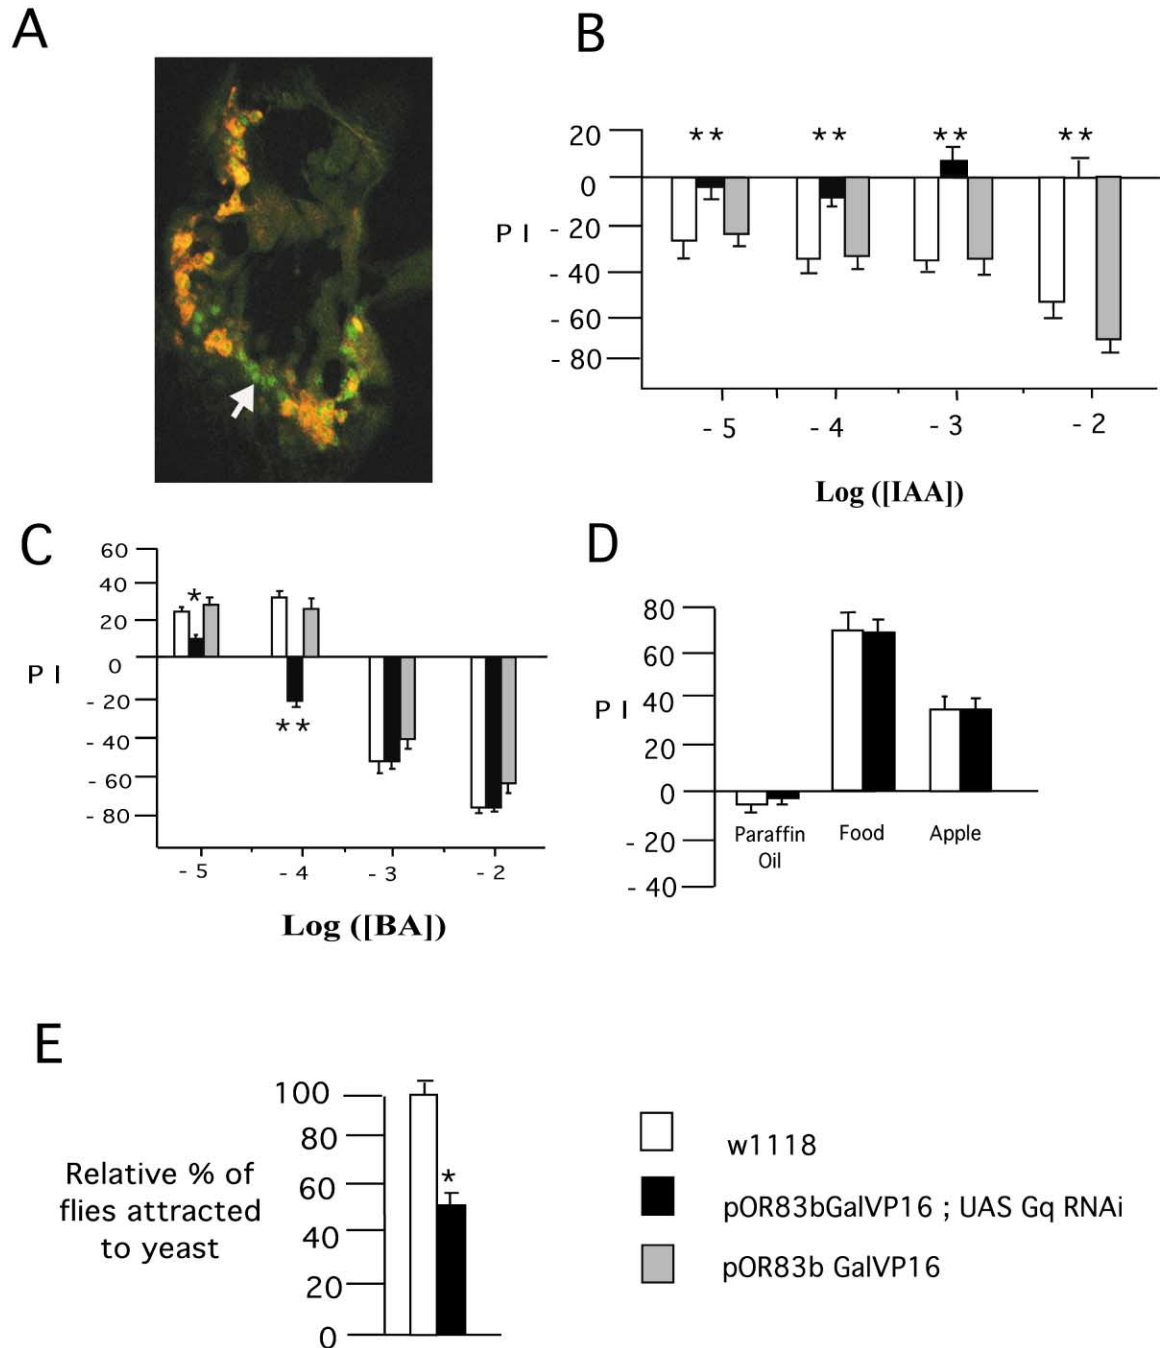 A
B
20
0
- 20
- 40
- 60
- 80
P I
** ** ** **
- 5 - 4 - 3 - 2
Log ([IAA])
C
60
40
20
0
- 20
- 40
- 60
- 80
P I
*
**
- 5 - 4 - 3 - 2
Log ([BA])
D
80
60
40
20
0
- 20
- 40
P I
Paraffin Food Apple
Oil
E
100
80
60
40
20
0
Relative % of
flies attracted
to yeast
*
w1118
pOR83bGalVP16 ; UAS Gq RNAi
pOR83b GalVP16